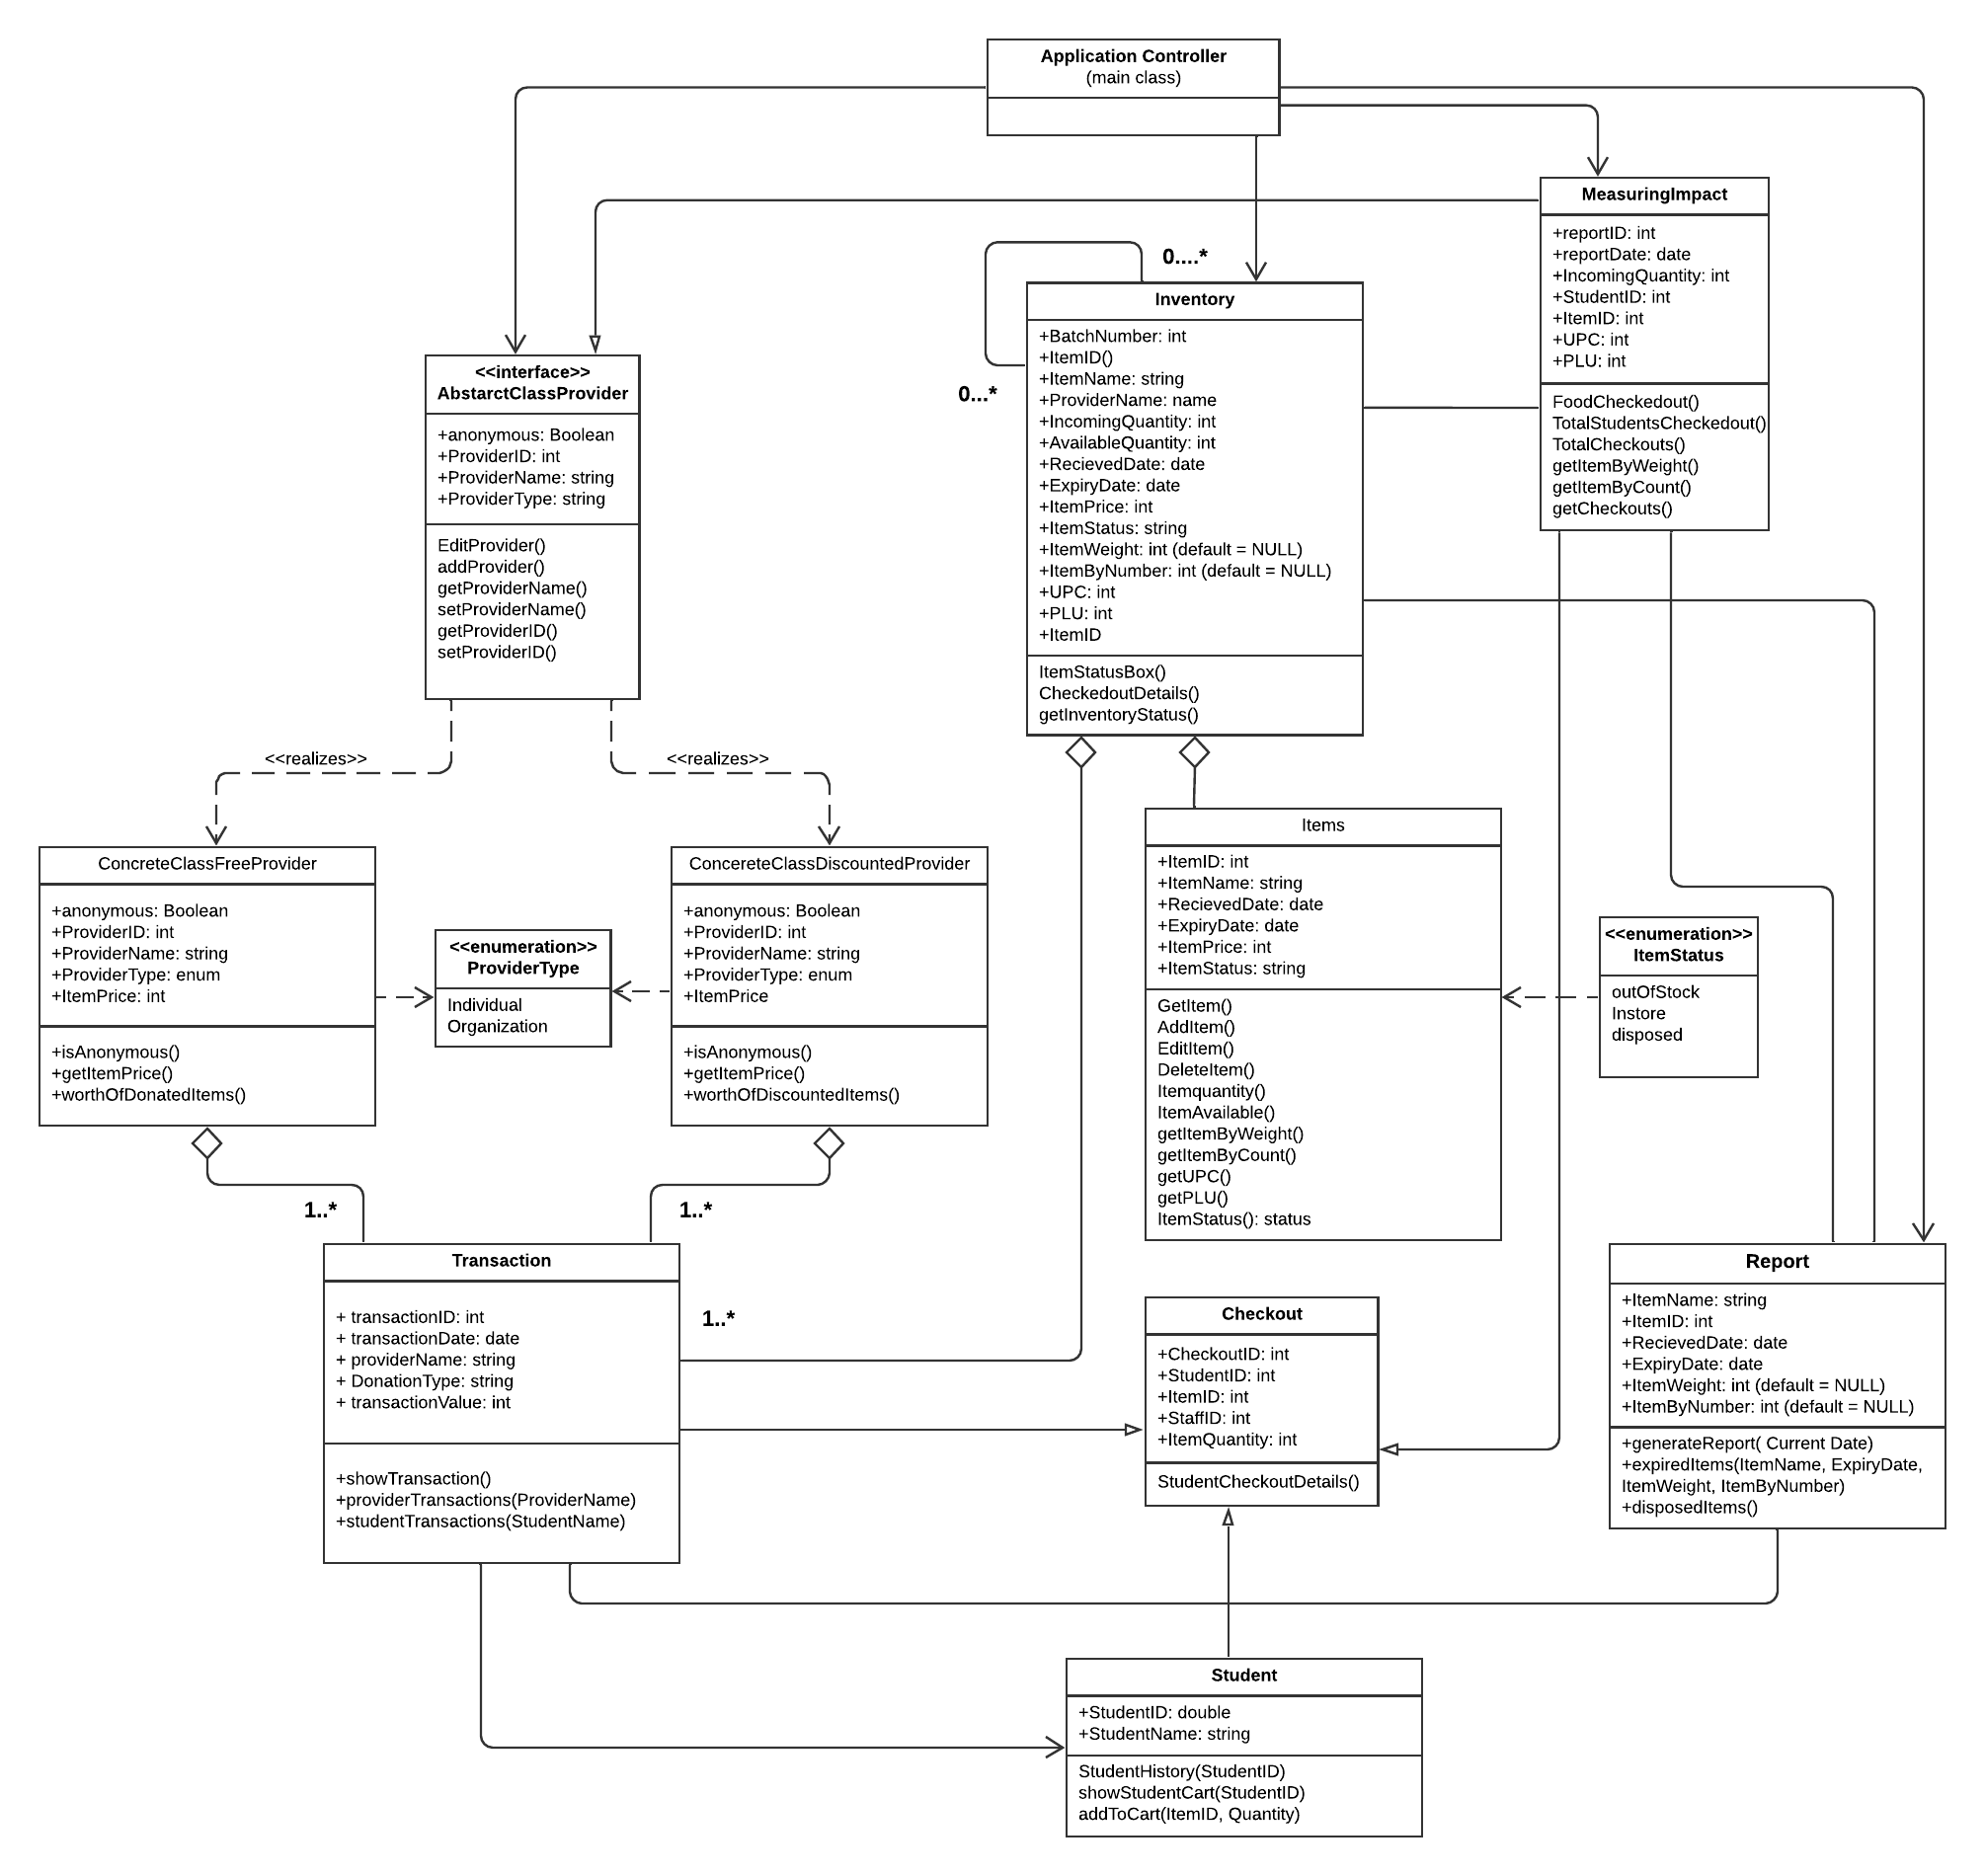 Application Controller
(main class)
MeasuringImpact
+reportID: int
+reportDate: date
+IncomingQuantity: int
+StudentID: int
+ItemID: int
+UPC: int
+PLU: int
FoodCheckedout()
TotalStudentsCheckedout()
TotalCheckouts()
getItemByWeight()
getItemByCount()
getCheckouts()
0....*
0...*
Inventory
+BatchNumber: int
+ItemID()
+ItemName: string
+ProviderName: name
+IncomingQuantity: int
+AvailableQuantity: int
+RecievedDate: date
+ExpiryDate: date
+ItemPrice: int
+ItemStatus: string
+ItemWeight: int (default = NULL)
+ItemByNumber: int (default = NULL)
+UPC: int
+PLU: int
+ItemID
ItemStatusBox()
CheckedoutDetails()
getInventoryStatus()
<<interface>>
AbstarctClassProvider
+anonymous: Boolean
+ProviderID: int
+ProviderName: string
+ProviderType: string
EditProvider()
addProvider()
getProviderName()
setProviderName()
getProviderID()
setProviderID()
<<realizes>>
<<realizes>>
ConcreteClassFreeProvider
+anonymous: Boolean
+ProviderID: int
+ProviderName: string
+ProviderType: enum
+ItemPrice: int
+isAnonymous()
+getItemPrice()
+worthOfDonatedItems()
<<enumeration>>
ProviderType
Individual
Organization
ConcereteClassDiscountedProvider
+anonymous: Boolean
+ProviderID: int
+ProviderName: string
+ProviderType: enum
+ItemPrice
+isAnonymous()
+getItemPrice()
+worthOfDiscountedItems()
Items
+ItemID: int
+ItemName: string
+RecievedDate: date
+ExpiryDate: date
+ItemPrice: int
+ItemStatus: string
GetItem()
AddItem()
EditItem()
DeleteItem()
Itemquantity()
ItemAvailable()
getItemByWeight()
getItemByCount()
getUPC()
getPLU()
ItemStatus(): status
<<enumeration>>
ItemStatus
outOfStock
Instore
disposed
1..*
1..*
Transaction
+ transactionID: int
+ transactionDate: date
+ providerName: string
+ DonationType: string
+ transactionValue: int
+showTransaction()
+providerTransactions(ProviderName)
+studentTransactions(StudentName)
1..*
Checkout
+CheckoutID: int
+StudentID: int
+ItemID: int
+StaffID: int
+ItemQuantity: int
StudentCheckoutDetails()
Report
+ItemName: string
+ItemID: int
+RecievedDate: date
+ExpiryDate: date
+ItemWeight: int (default = NULL)
+ItemByNumber: int (default = NULL)
+generateReport( Current Date)
+expiredItems(ItemName, ExpiryDate,
ItemWeight, ItemByNumber)
+disposedItems()
Student
+StudentID: double
+StudentName: string
StudentHistory(StudentID)
showStudentCart(StudentID)
addToCart(ItemID, Quantity)